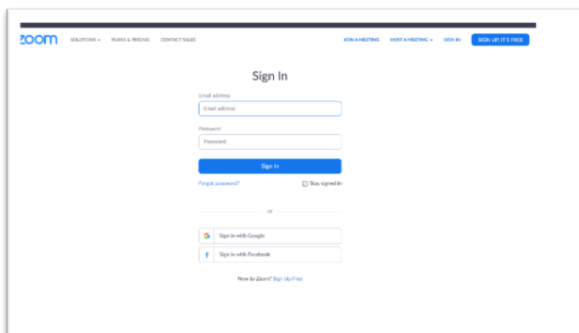 zoom SOLUTIONS PLANS & PRICING CONTACT SALES JOIN A MEETING HOST A MEETING SIGN IN SIGN UP, IT'S FREE
Sign In
Email address
Email address
Password
Password
Sign In
Forgot password? Stay signed in
or
Sign in with Google
Sign in with Facebook
New to Zoom? Sign Up Free